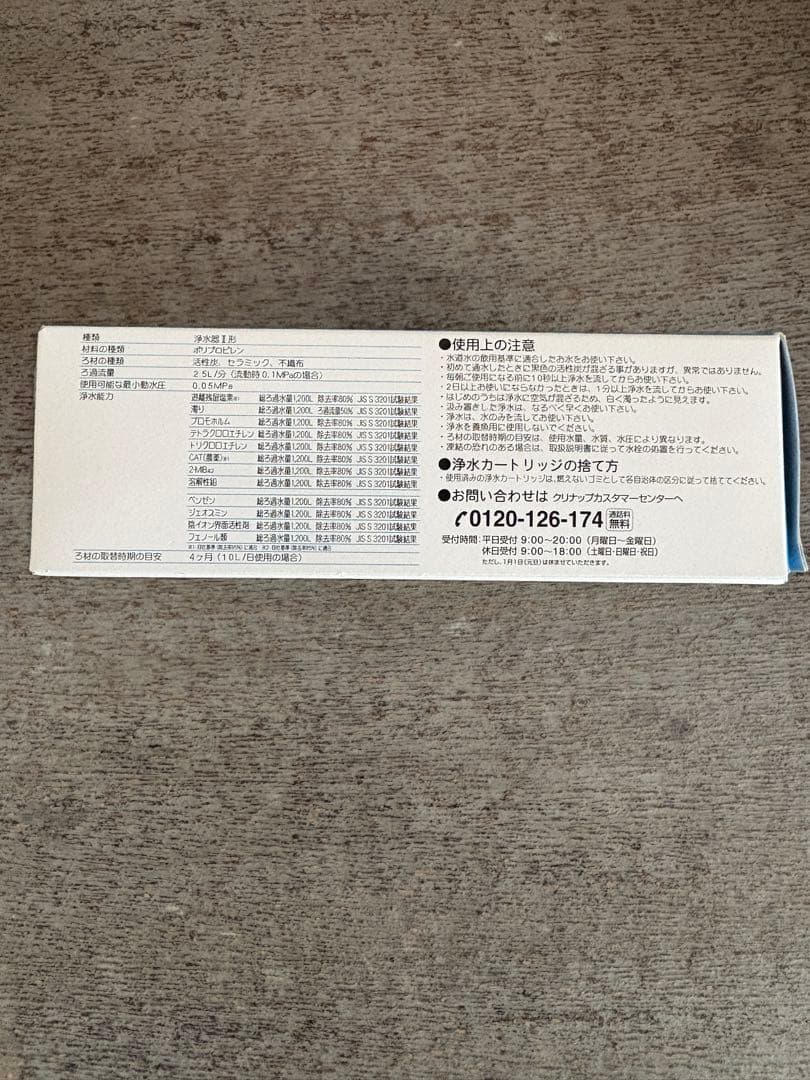 種類 浄水器Ⅱ形
材料の種類 ポリプロピレン
ろ材の種類 活性炭、セラミック、不織布
ろ過流量 2.5L/分（流動時0.1MPaの場合）
使用可能な最小動水圧 0.05MPa
浄水能力 遊離残留塩素 総ろ過水量1,200L 除去率80% JIS S 3201試験結果
濁り 総ろ過水量1,200L ろ過流量50% JIS S 3201試験結果
ブロモホルム 総ろ過水量1,200L 除去率80% JIS S 3201試験結果
テトラクロロエチレン 総ろ過水量1,200L 除去率80% JIS S 3201試験結果
トリクロロエチレン 総ろ過水量1,200L 除去率80% JIS S 3201試験結果
CAT(農薬) 総ろ過水量1,200L 除去率80% JIS S 3201試験結果
2-MIB 総ろ過水量1,200L 除去率80% JIS S 3201試験結果
溶解性鉛 総ろ過水量1,200L 除去率80% JIS S 3201試験結果
ベンゼン 総ろ過水量1,200L 除去率80% JIS S 3201試験結果
ジェオスミン 総ろ過水量1,200L 除去率80% JIS S 3201試験結果
陰イオン界面活性剤 総ろ過水量1,200L 除去率80% JIS S 3201試験結果
フェノール類 総ろ過水量1,200L 除去率80% JIS S 3201試験結果
ろ材の取替時期の目安 4ヶ月（10L/日使用の場合）
●使用上の注意
・水道水の飲用基準に適合したお水をお使い下さい。
・初めて通水したときに黒色の活性炭が混ざる事がありますが、異常ではありません。
・毎朝ご使用になる前に10秒以上浄水を流してからお使い下さい。
・2日以上お使いにならなかったときは、1分以上浄水を流してからお使い下さい。
・はじめのうちは浄水に空気が混ざるため、白く濁ったように見えます。
・汲み置きした浄水は、なるべく早くお使い下さい。
・浄水は、水のみを流してお使い下さい。
・浄水を養魚用に使用しないでください。
・ろ材の取替時期の目安は、使用水量、水質、水圧により異なります。
・凍結の恐れのある場合は、取扱説明書に従って水栓の処置を行ってください。
●浄水カートリッジの捨て方
・使用済みの浄水カートリッジは、燃えないゴミとして各自治体の区分に従って捨ててください。
●お問い合わせは クリナップカスタマーセンターへ
0120-126-174 通話料無料
受付時間：平日受付 9:00〜20:00（月曜日〜金曜日）
休日受付 9:00〜18:00（土曜日・日曜日・祝日）
ただし、1月1日(元旦)は休ませていただきます。